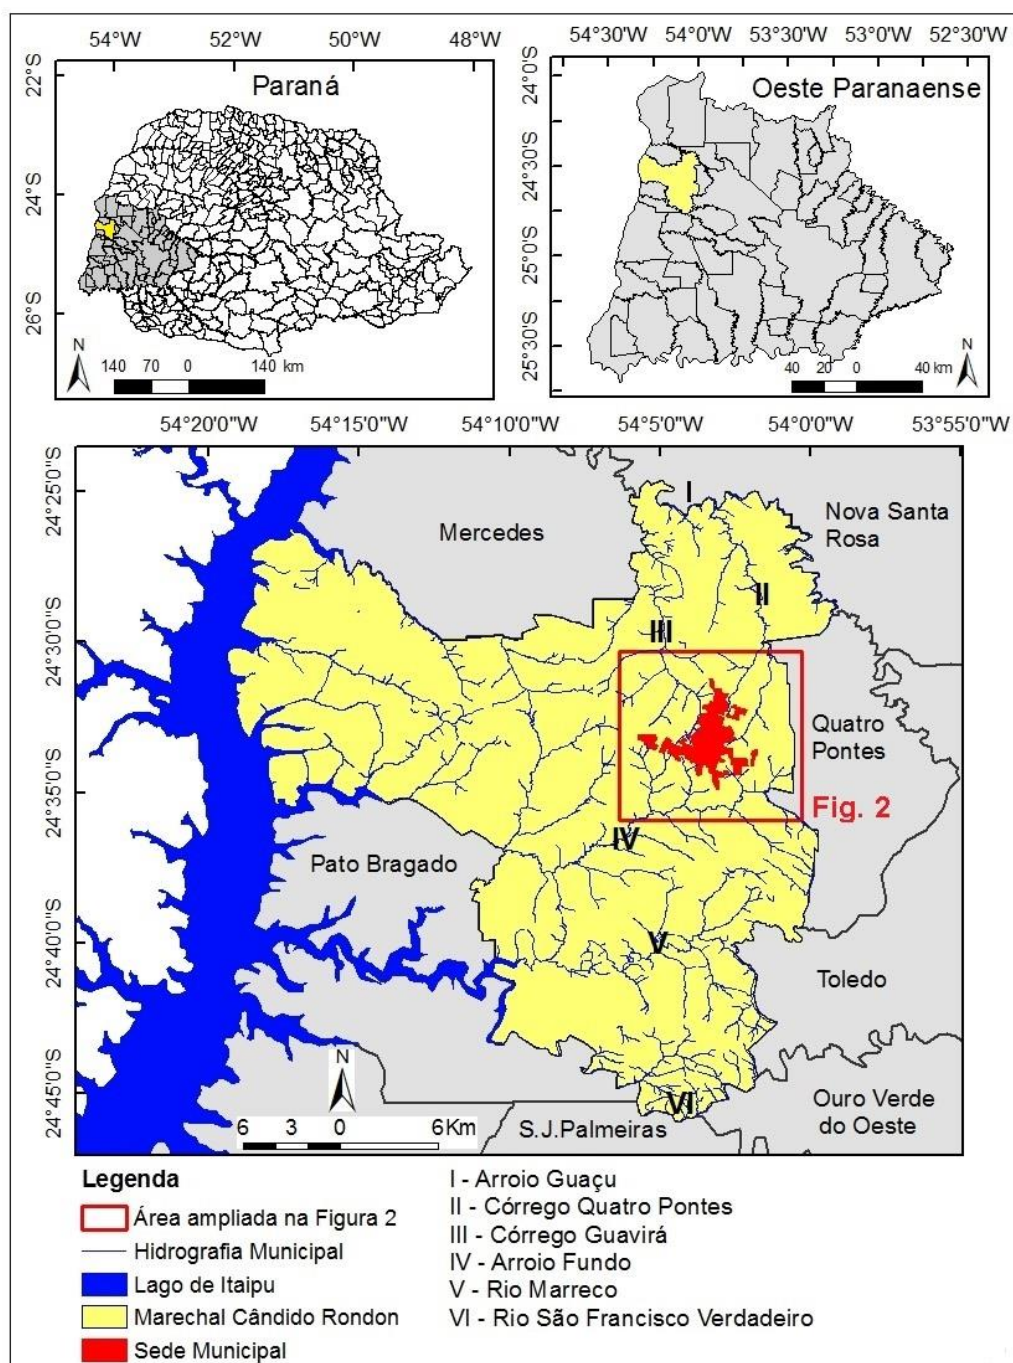 54°W 52°W 50°W 48°W
22°S
24°S
26°S
Paraná
N
140 70 0 140 km
54°30'W 54°0'W 53°30'W 53°0'W 52°30'W
24°0'S
24°30'S
25°0'S
25°30'S
Oeste Paranaense
N
40 20 0 40 km
54°20'0"W 54°15'0"W 54°10'0"W 54°5'0"W 54°0'0"W 53°55'0"W
24°25'0"S
24°30'0"S
24°35'0"S
24°40'0"S
24°45'0"S
I
Mercedes
Nova Santa
Rosa
II
III
Quatro
Pontes
Fig. 2
IV
Pato Bragado
V
Toledo
N
6 3 0 6 Km
VI
S.J.Palmeiras
Ouro Verde
do Oeste
Legenda
Área ampliada na Figura 2
Hidrografia Municipal
Lago de Itaipu
Marechal Cândido Rondon
Sede Municipal
I - Arroio Guaçu
II - Córrego Quatro Pontes
III - Córrego Guavirá
IV - Arroio Fundo
V - Rio Marreco
VI - Rio São Francisco Verdadeiro